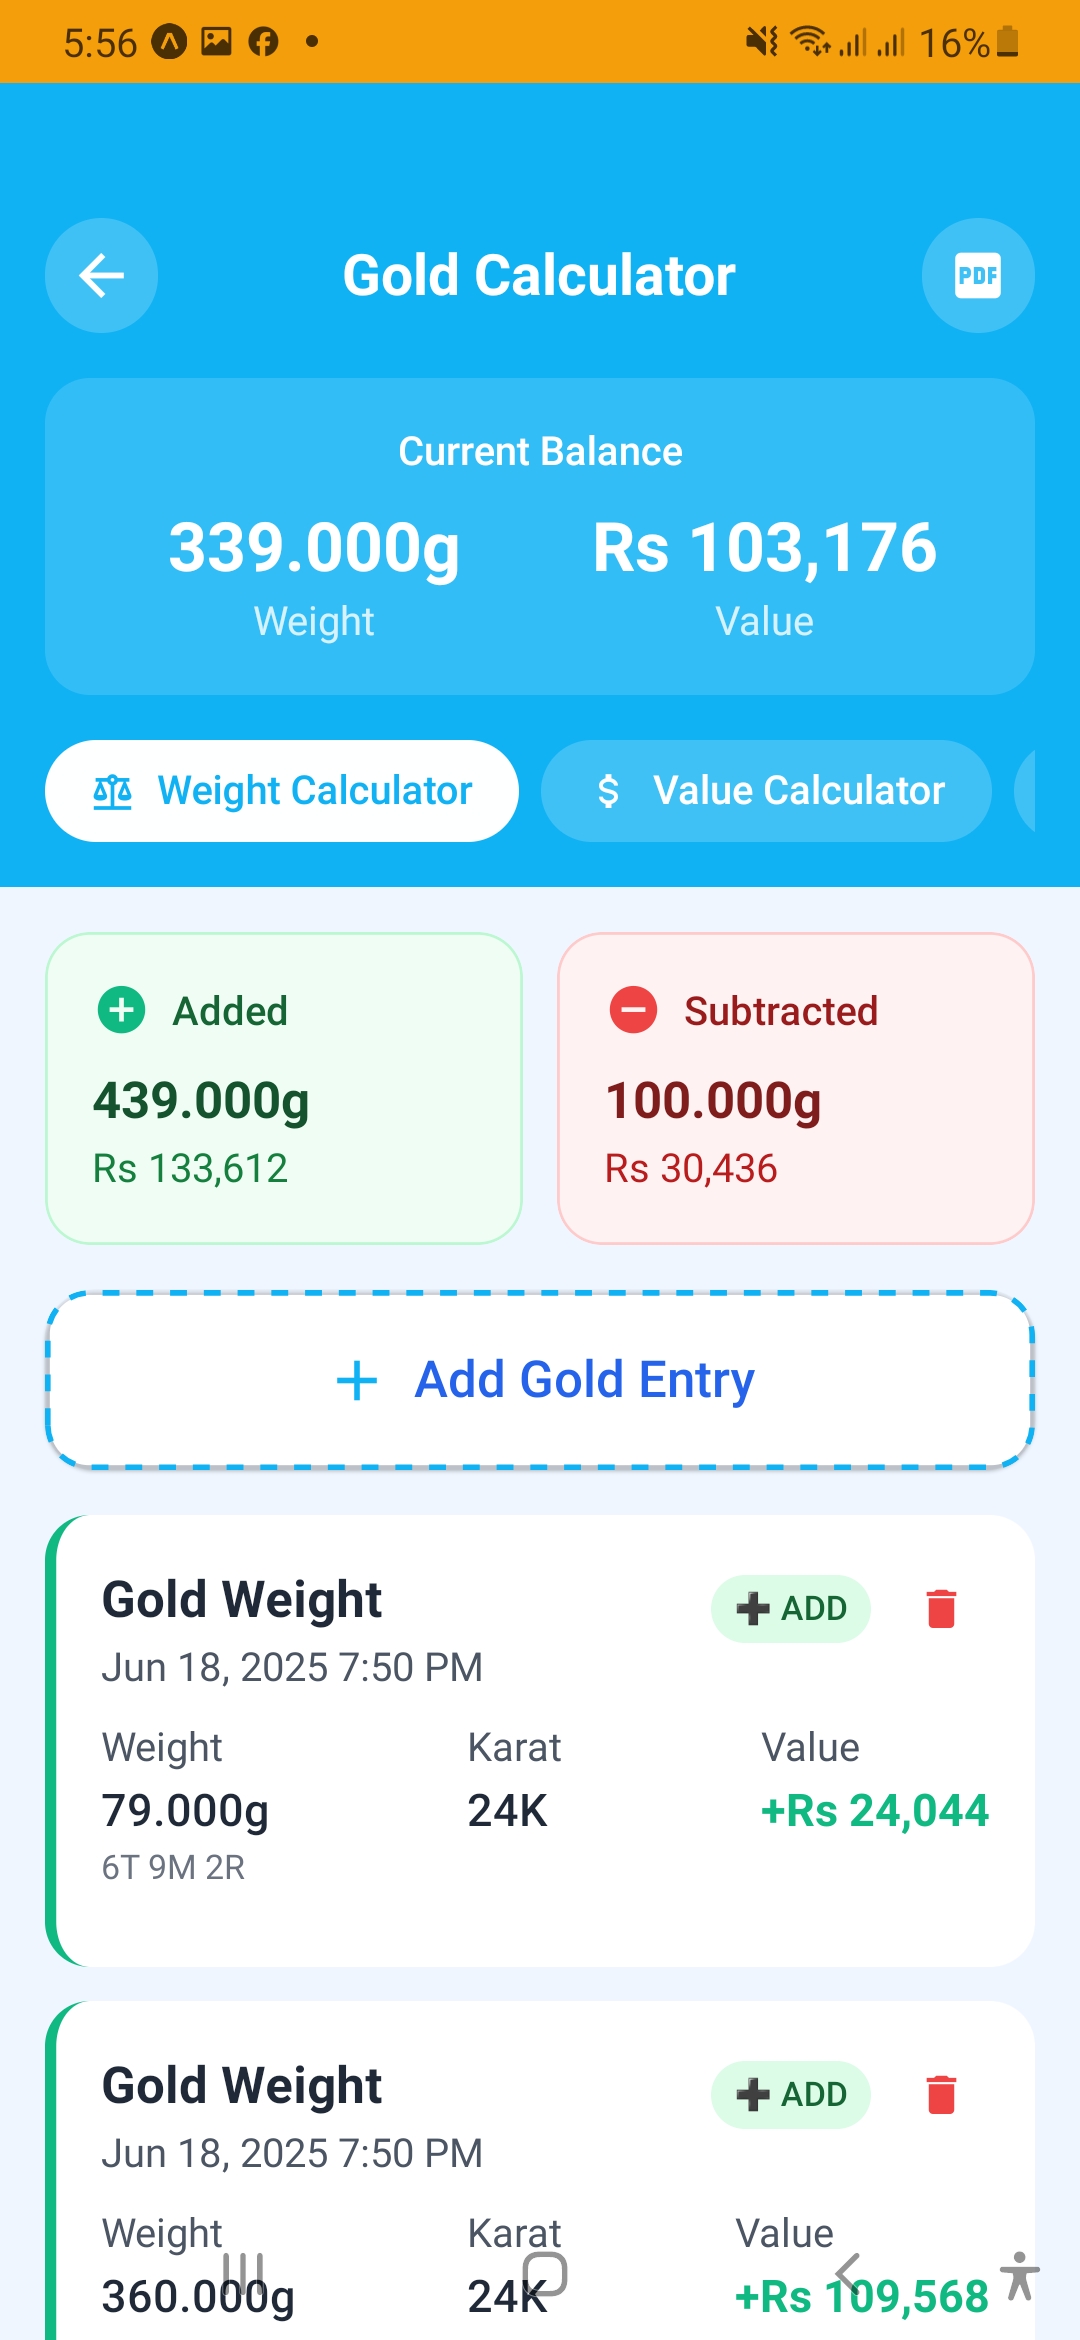 5:56
16%
Gold Calculator
PDF
Current Balance
339.000g Rs 103,176
Weight Value
Weight Calculator $ Value Calculator
Added Subtracted
439.000g 100.000g
Rs 133,612 Rs 30,436
+ Add Gold Entry
Gold Weight ➕ ADD
Jun 18, 2025 7:50 PM
Weight Karat Value
79.000g 24K +Rs 24,044
6T 9M 2R
Gold Weight ➕ ADD
Jun 18, 2025 7:50 PM
Weight Karat Value
360.000g 24K +Rs 109,568